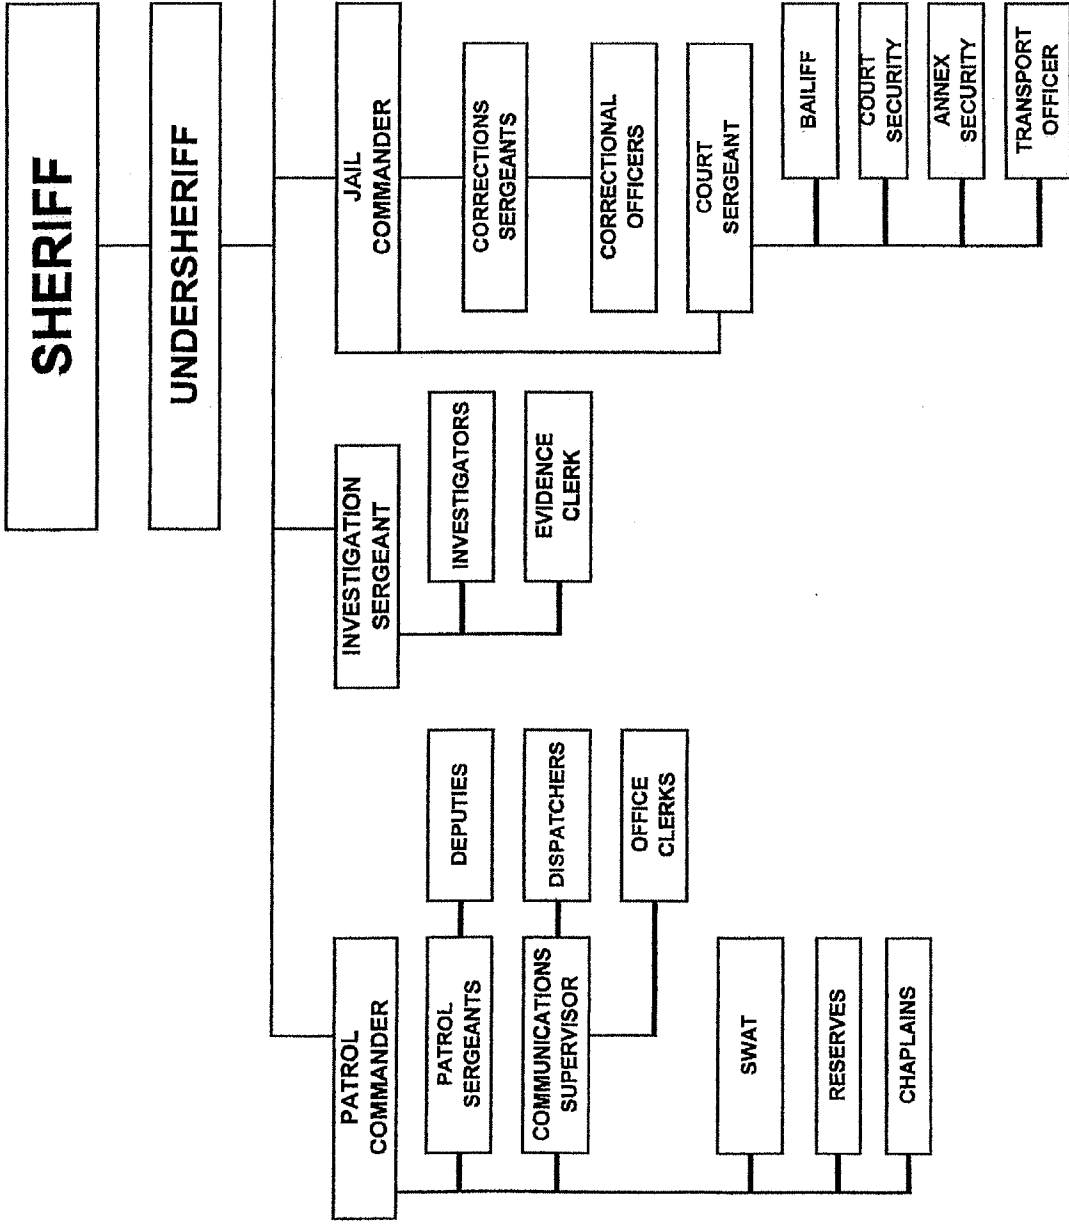 SHERIFF
UNDERSHERIFF
PATROL
COMMANDER
PATROL
SERGEANTS
DEPUTIES
COMMUNICATIONS
SUPERVISOR
DISPATCHERS
OFFICE
CLERKS
SWAT
RESERVES
CHAPLAINS
INVESTIGATION
SERGEANT
INVESTIGATORS
EVIDENCE
CLERK
JAIL
COMMANDER
CORRECTIONS
SERGEANTS
CORRECTIONAL
OFFICERS
COURT
SERGEANT
BAILIFF
COURT
SECURITY
ANNEX
SECURITY
TRANSPORT
OFFICER